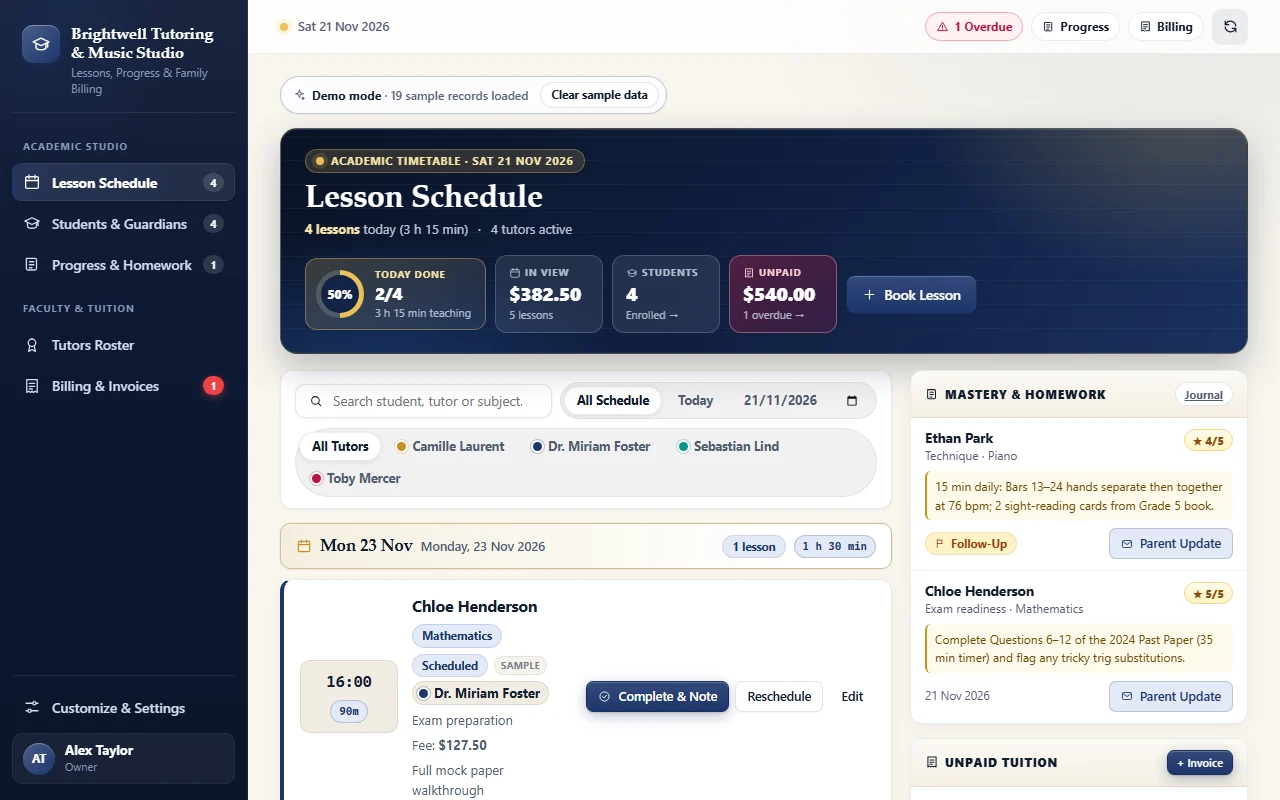 Brightwell Tutoring
& Music Studio
Lessons, Progress & Family
Billing
ACADEMIC STUDIO
Lesson Schedule 4
Students & Guardians 4
Progress & Homework 1
FACULTY & TUITION
Tutors Roster
Billing & Invoices 1
Customize & Settings
AT Alex Taylor
Owner
Sat 21 Nov 2026
1 Overdue
Progress
Billing
Demo mode · 19 sample records loaded
Clear sample data
ACADEMIC TIMETABLE · SAT 21 NOV 2026
Lesson Schedule
4 lessons today (3 h 15 min) · 4 tutors active
50%
TODAY DONE
2/4
3 h 15 min teaching
IN VIEW
$382.50
5 lessons
STUDENTS
4
Enrolled →
UNPAID
$540.00
1 overdue →
+ Book Lesson
Search student, tutor or subject.
All Schedule
Today
21/11/2026
All Tutors
Camille Laurent
Dr. Miriam Foster
Sebastian Lind
Toby Mercer
Mon 23 Nov Monday, 23 Nov 2026
1 lesson
1 h 30 min
16:00
90m
Chloe Henderson
Mathematics
Scheduled
SAMPLE
Dr. Miriam Foster
Exam preparation
Fee: $127.50
Full mock paper
walkthrough
Complete & Note
Reschedule
Edit
MASTERY & HOMEWORK
Journal
Ethan Park
★ 4/5
Technique · Piano
15 min daily: Bars 13–24 hands separate then together
at 76 bpm; 2 sight-reading cards from Grade 5 book.
Follow-Up
Parent Update
Chloe Henderson
★ 5/5
Exam readiness · Mathematics
Complete Questions 6–12 of the 2024 Past Paper (35
min timer) and flag any tricky trig substitutions.
21 Nov 2026
Parent Update
UNPAID TUITION
+ Invoice